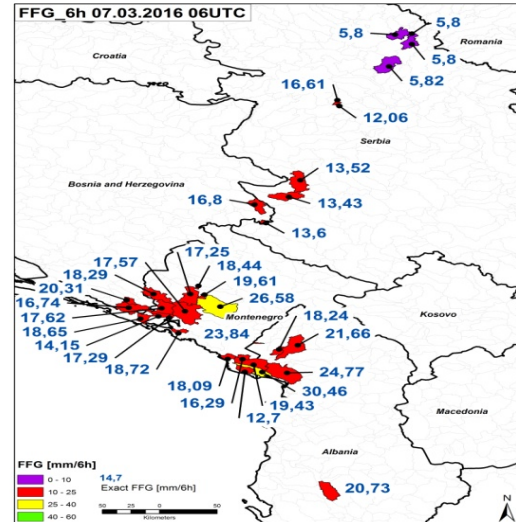 FFG_6h 07.03.2016 06UTC
Croatia
Romania
5,8
5,8
5,8
5,82
16,61
12,06
Serbia
13,52
Bosnia and Herzegovina
16,8
13,43
13,6
17,25
17,57
18,44
18,29
19,61
20,31
26,58
16,74
17,62
Montenegro
Kosovo
18,65
23,84
18,24
14,15
21,66
17,29
18,72
24,77
18,09
30,46
16,29
19,43
12,7
Macedonia
Albania
20,73
FFG [mm/6h]
0 - 10
10 - 25
25 - 40
40 - 60
14,7
Exact FFG [mm/6h]
50
25
0
50
Kilometers
N